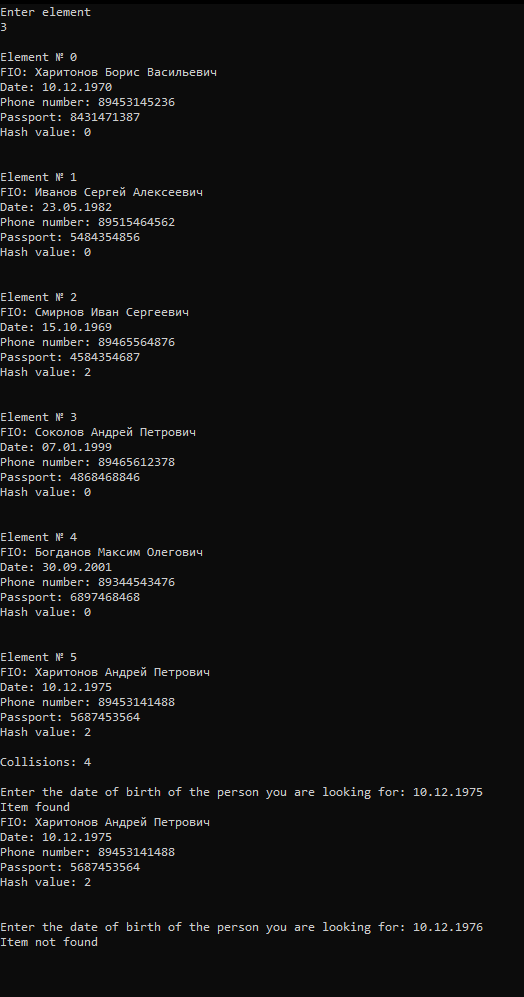 Enter element
3
Element № 0
FIO: Харитонов Борис Васильевич
Date: 10.12.1970
Phone number: 89453145236
Passport: 8431471387
Hash value: 0
Element № 1
FIO: Иванов Сергей Алексеевич
Date: 23.05.1982
Phone number: 89515464562
Passport: 5484354856
Hash value: 0
Element № 2
FIO: Смирнов Иван Сергеевич
Date: 15.10.1969
Phone number: 89465564876
Passport: 4584354687
Hash value: 2
Element № 3
FIO: Соколов Андрей Петрович
Date: 07.01.1999
Phone number: 89465612378
Passport: 4868468846
Hash value: 0
Element № 4
FIO: Богданов Максим Олегович
Date: 30.09.2001
Phone number: 89344543476
Passport: 6897468468
Hash value: 0
Element № 5
FIO: Харитонов Андрей Петрович
Date: 10.12.1975
Phone number: 89453141488
Passport: 5687453564
Hash value: 2
Collisions: 4
Enter the date of birth of the person you are looking for: 10.12.1975
Item found
FIO: Харитонов Андрей Петрович
Date: 10.12.1975
Phone number: 89453141488
Passport: 5687453564
Hash value: 2
Enter the date of birth of the person you are looking for: 10.12.1976
Item not found